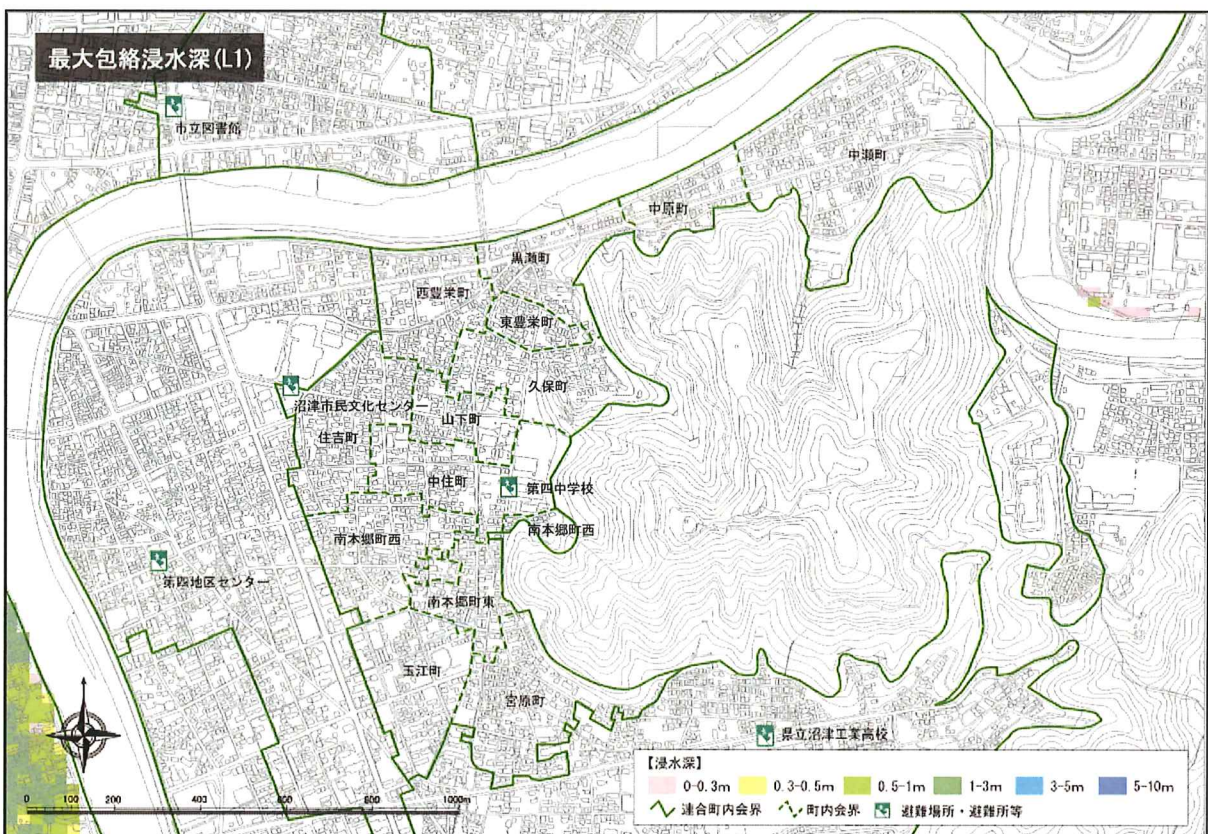 最大包絡浸水深(L1)
市立図書館
中瀬町
中原町
黒瀬町
西豊栄町
東豊栄町
久保町
沼津市民文化センター
山下町
住吉町
中住町
第四中学校
南本郷町西
南本郷町西
第四地区センター
南本郷町東
玉江町
宮原町
県立沼津工業高校
【浸水深】
0-0.3m 0.3-0.5m 0.5-1m 1-3m 3-5m 5-10m
連合町内会界 町内会界 避難場所・避難所等
0 100 200 400 600 800 1000m